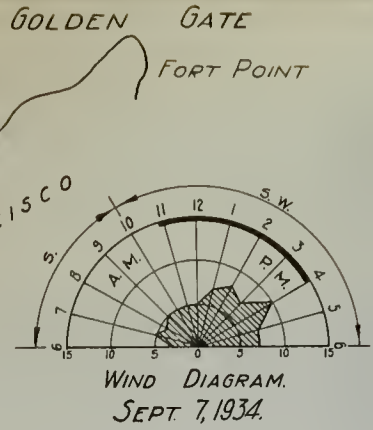 GOLDEN GATE
FORT POINT
ISCO
S. S.W.
6 7 8 9 10 11 12 1 2 3 4 5 6
A.M. P.M.
15 10 5 0 5 10 15
WIND DIAGRAM.
SEPT. 7, 1934.